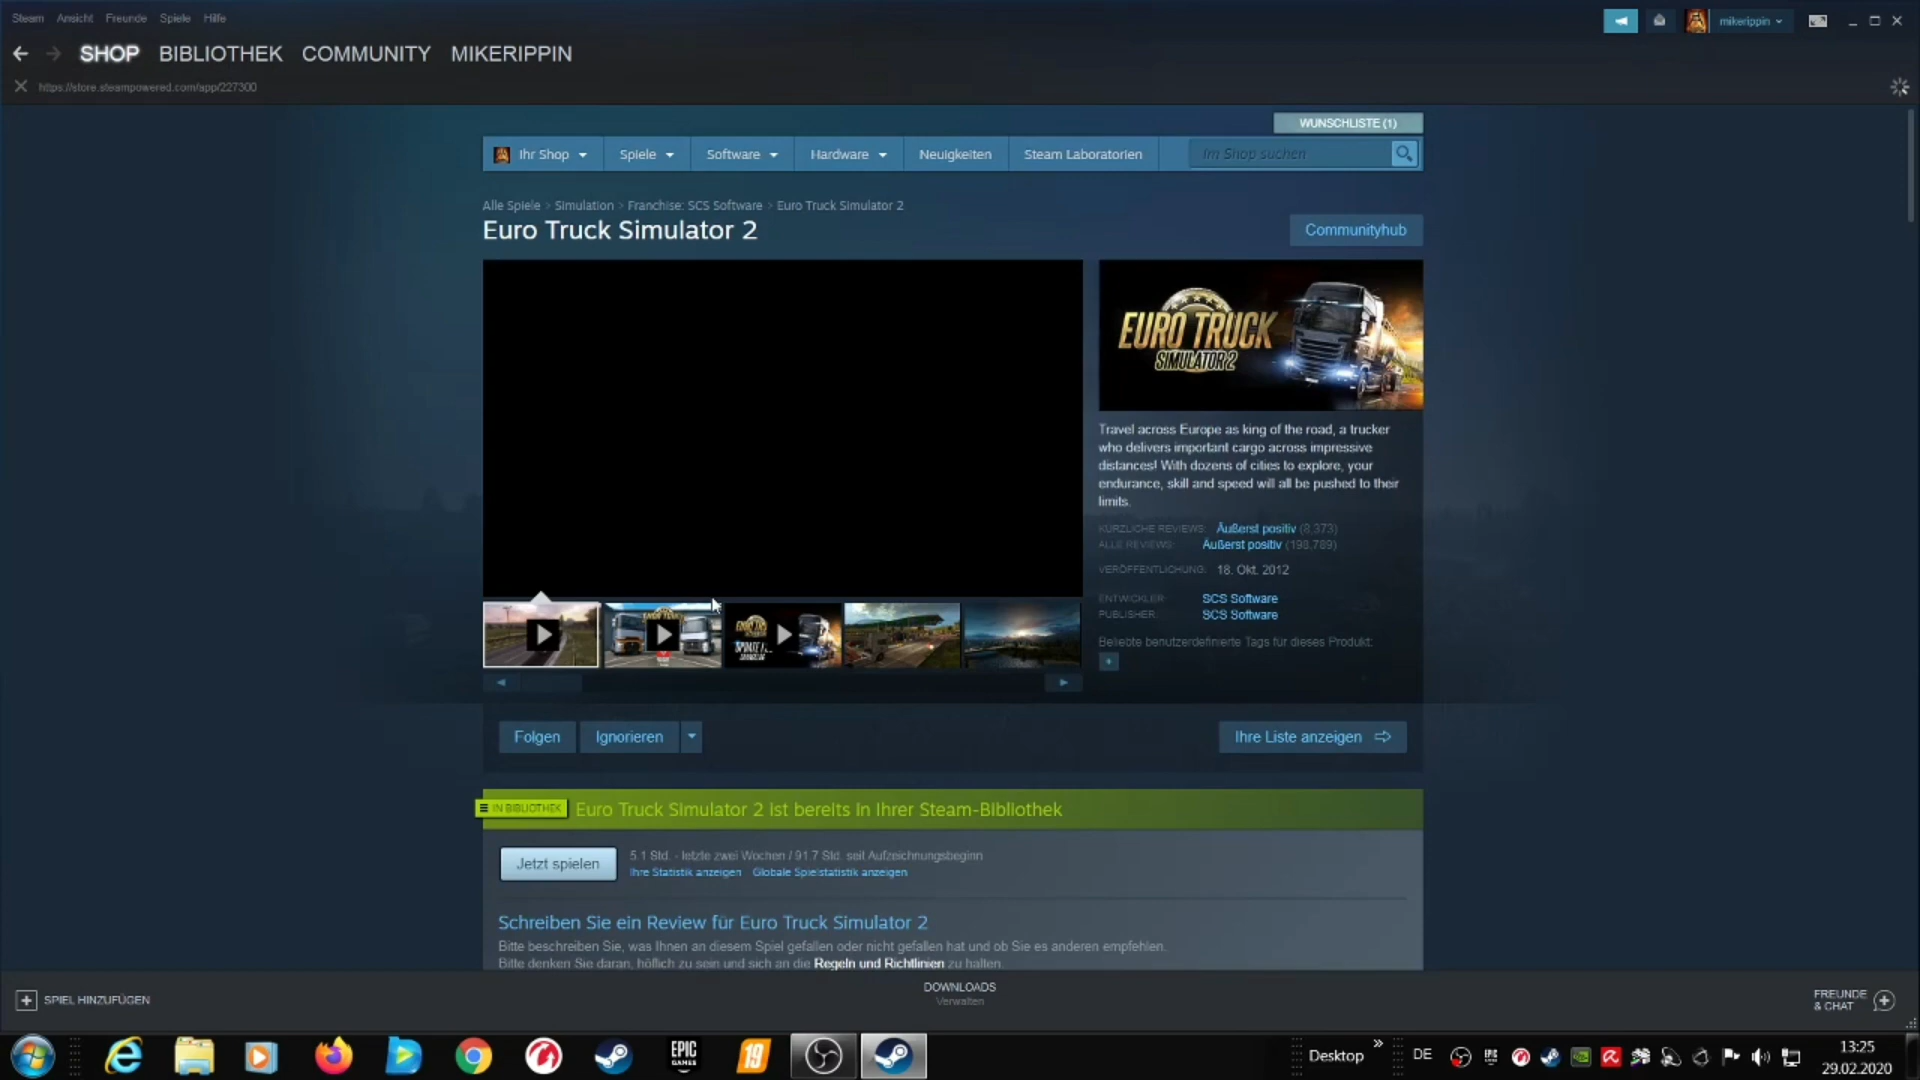 Steam Ansicht Freunde Spiele Hilfe
mikerippin
SHOP BIBLIOTHEK COMMUNITY MIKERIPPIN
https://store.steampowered.com/app/227300
WUNSCHLISTE (1)
Ihr Shop Spiele Software Hardware Neuigkeiten Steam Laboratorien Im Shop suchen
Alle Spiele > Simulation > Franchise: SCS Software > Euro Truck Simulator 2
Euro Truck Simulator 2
Communityhub
EURO TRUCK
SIMULATOR 2
Travel across Europe as king of the road, a trucker
who delivers important cargo across impressive
distances! With dozens of cities to explore, your
endurance, skill and speed will all be pushed to their
limits.
KÜRZLICHE REVIEWS: Äußerst positiv (8,373)
ALLE REVIEWS: Äußerst positiv (198,789)
VERÖFFENTLICHUNG: 18. Okt. 2012
ENTWICKLER: SCS Software
PUBLISHER: SCS Software
Beliebte benutzerdefinierte Tags für dieses Produkt:
+
Folgen Ignorieren Ihre Liste anzeigen
IN BIBLIOTHEK Euro Truck Simulator 2 ist bereits in Ihrer Steam-Bibliothek
Jetzt spielen
5.1 Std. - letzte zwei Wochen / 91.7 Std. seit Aufzeichnungsbeginn
Ihre Statistik anzeigen Globale Spielstatistik anzeigen
Schreiben Sie ein Review für Euro Truck Simulator 2
Bitte beschreiben Sie, was Ihnen an diesem Spiel gefallen oder nicht gefallen hat und ob Sie es anderen empfehlen.
Bitte denken Sie daran, höflich zu sein und sich an die Regeln und Richtlinien zu halten.
+ SPIEL HINZUFÜGEN
DOWNLOADS
Verwalten
FREUNDE
& CHAT
EPIC
GAMES
19
Desktop
DE
13:25
29.02.2020